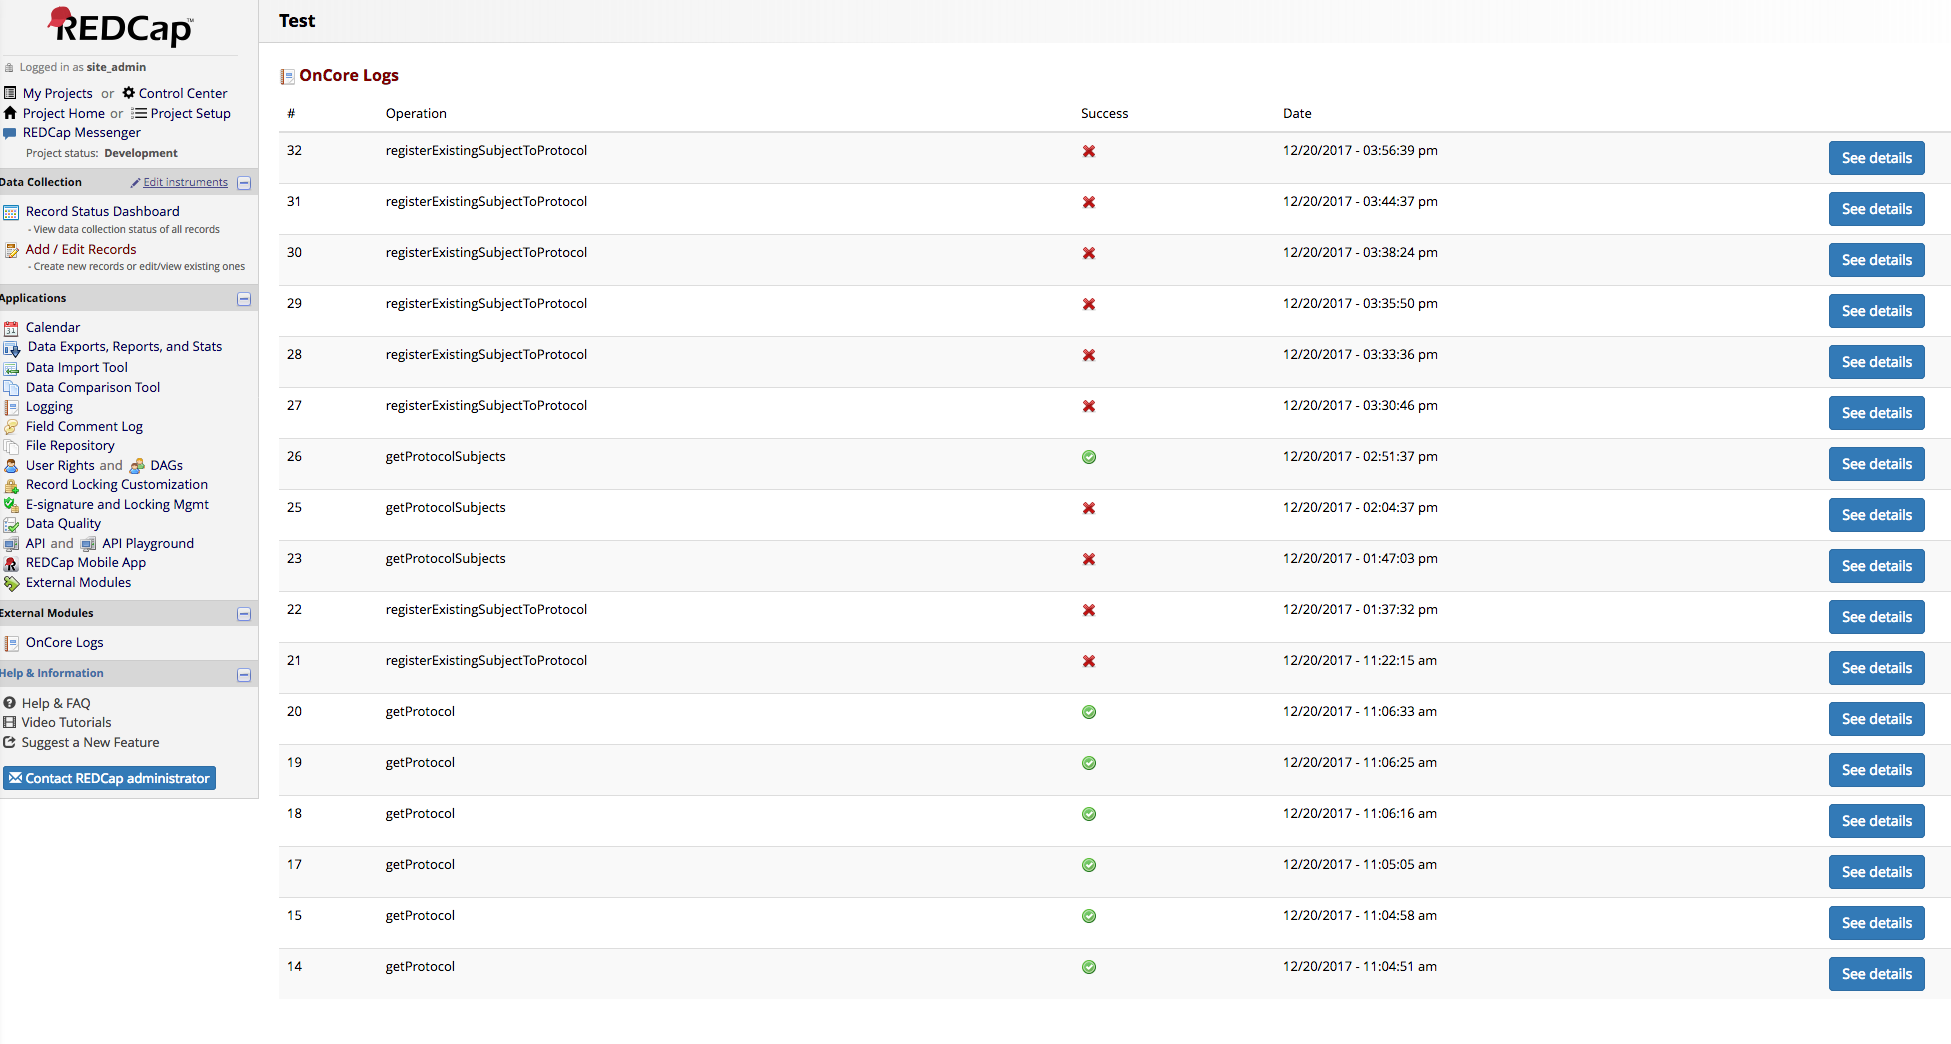 REDCap™
Logged in as site_admin
My Projects or Control Center
Project Home or Project Setup
REDCap Messenger
Project status: Development
Data Collection Edit instruments
Record Status Dashboard
- View data collection status of all records
Add / Edit Records
- Create new records or edit/view existing ones
Applications
31 Calendar
Data Exports, Reports, and Stats
Data Import Tool
Data Comparison Tool
Logging
Field Comment Log
File Repository
User Rights and DAGs
Record Locking Customization
E-signature and Locking Mgmt
Data Quality
API and API Playground
REDCap Mobile App
External Modules
External Modules
OnCore Logs
Help & Information
Help & FAQ
Video Tutorials
Suggest a New Feature
Contact REDCap administrator
Test
OnCore Logs
# Operation Success Date
32 registerExistingSubjectToProtocol 12/20/2017 - 03:56:39 pm See details
31 registerExistingSubjectToProtocol 12/20/2017 - 03:44:37 pm See details
30 registerExistingSubjectToProtocol 12/20/2017 - 03:38:24 pm See details
29 registerExistingSubjectToProtocol 12/20/2017 - 03:35:50 pm See details
28 registerExistingSubjectToProtocol 12/20/2017 - 03:33:36 pm See details
27 registerExistingSubjectToProtocol 12/20/2017 - 03:30:46 pm See details
26 getProtocolSubjects 12/20/2017 - 02:51:37 pm See details
25 getProtocolSubjects 12/20/2017 - 02:04:37 pm See details
23 getProtocolSubjects 12/20/2017 - 01:47:03 pm See details
22 registerExistingSubjectToProtocol 12/20/2017 - 01:37:32 pm See details
21 registerExistingSubjectToProtocol 12/20/2017 - 11:22:15 am See details
20 getProtocol 12/20/2017 - 11:06:33 am See details
19 getProtocol 12/20/2017 - 11:06:25 am See details
18 getProtocol 12/20/2017 - 11:06:16 am See details
17 getProtocol 12/20/2017 - 11:05:05 am See details
15 getProtocol 12/20/2017 - 11:04:58 am See details
14 getProtocol 12/20/2017 - 11:04:51 am See details